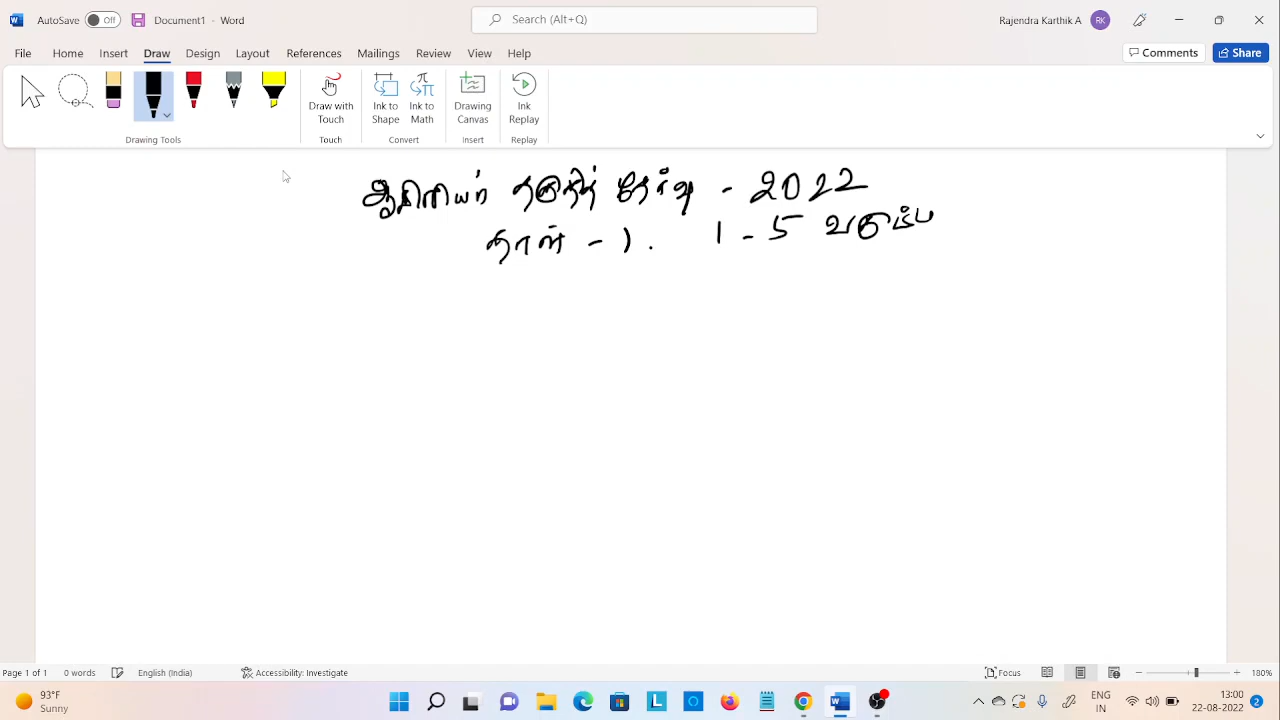 AutoSave Off Document1 - Word Search (Alt+Q) Rajendra Karthik A RK
File Home Insert Draw Design Layout References Mailings Review View Help Comments Share
Draw with Touch Ink to Shape Ink to Math Drawing Canvas Ink Replay
Drawing Tools Touch Convert Insert Replay
ஆசிரியர் தகுதித் தேர்வு - 2022
தாள் - 1. 1 - 5 வகுப்பு
Page 1 of 1 0 words English (India) Accessibility: Investigate Focus 180%
93°F
Sunny
ENG
IN
13:00
22-08-2022
2